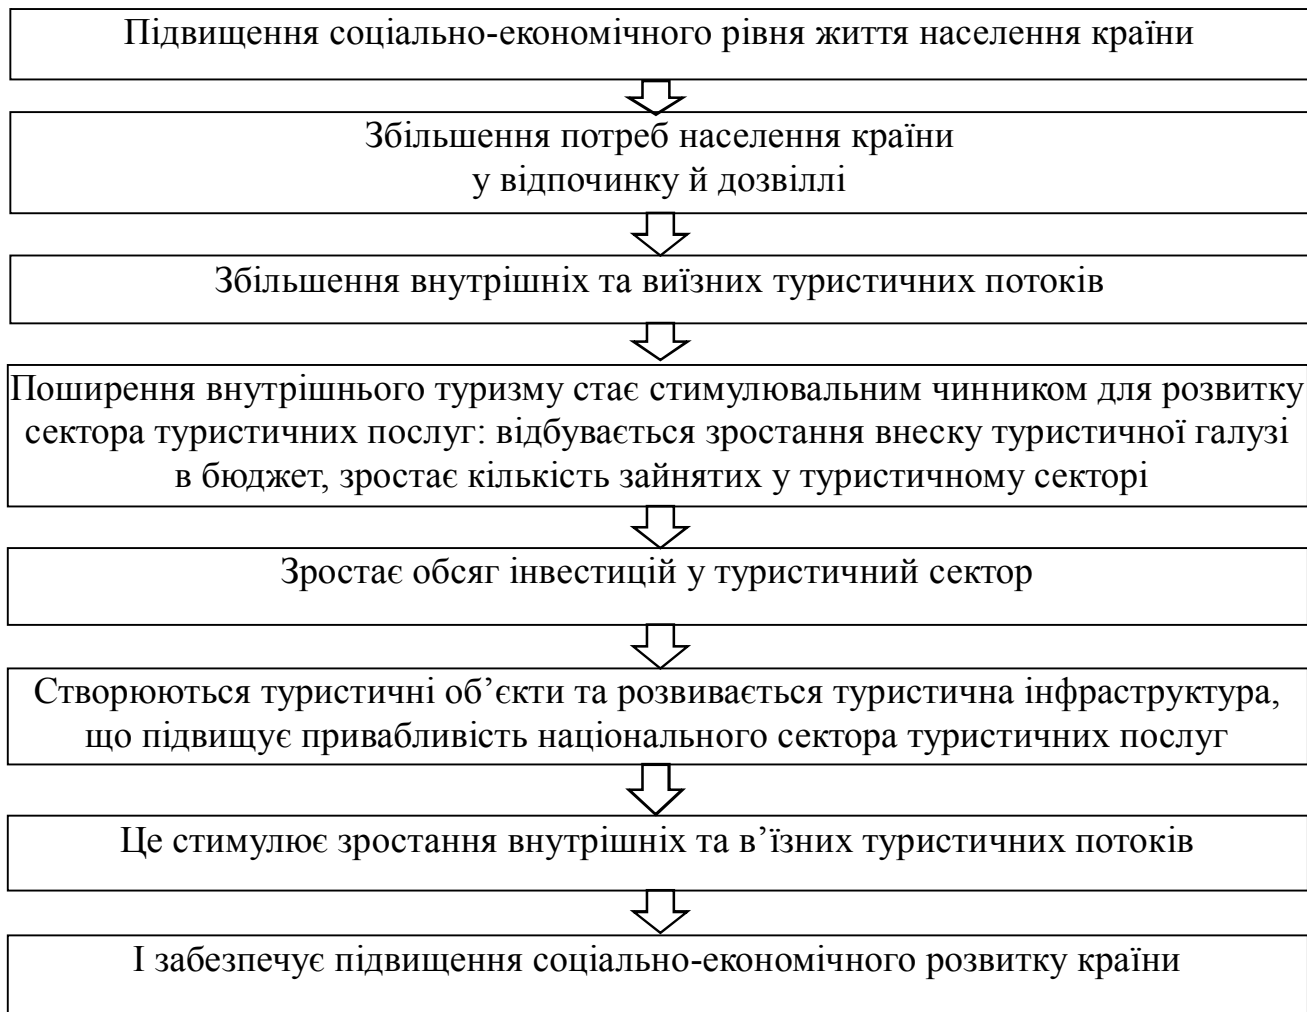 Підвищення соціально-економічного рівня життя населення країни
Збільшення потреб населення країни
у відпочинку й дозвіллі
Збільшення внутрішніх та виїзних туристичних потоків
Поширення внутрішнього туризму стає стимулювальним чинником для розвитку
сектора туристичних послуг: відбувається зростання внеску туристичної галузі
в бюджет, зростає кількість зайнятих у туристичному секторі
Зростає обсяг інвестицій у туристичний сектор
Створюються туристичні об’єкти та розвивається туристична інфраструктура,
що підвищує привабливість національного сектора туристичних послуг
Це стимулює зростання внутрішніх та в’їзних туристичних потоків
І забезпечує підвищення соціально-економічного розвитку країни